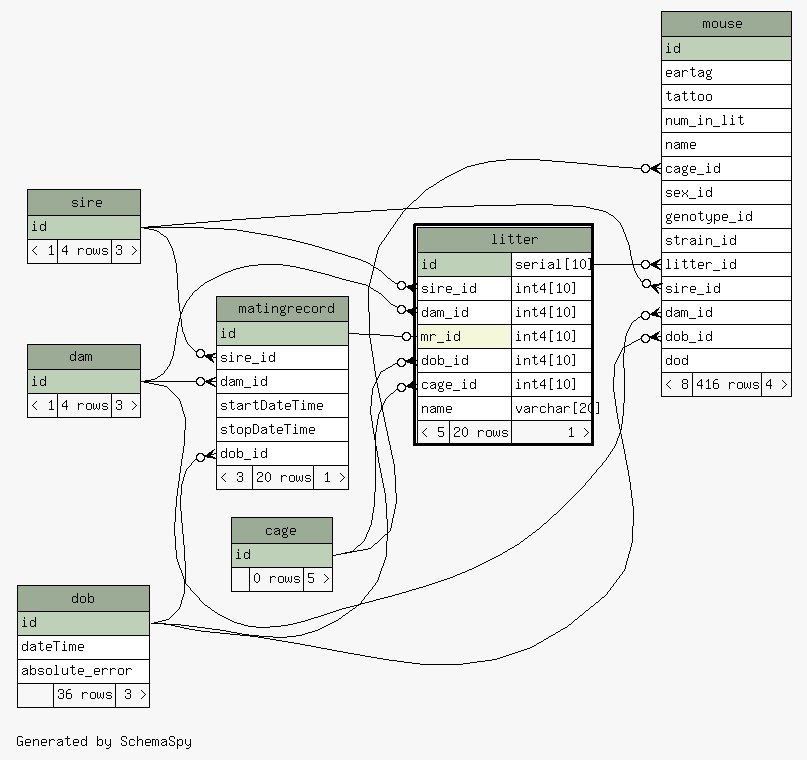 mouse
id
eartag
tattoo
num_in_lit
name
cage_id
sex_id
genotype_id
strain_id
litter_id
sire_id
dam_id
dob_id
dod
< 8 416 rows 4 >
sire
id
< 1 4 rows 3 >
litter
id serial[10]
sire_id int4[10]
dam_id int4[10]
mr_id int4[10]
dob_id int4[10]
cage_id int4[10]
name varchar[20]
< 5 20 rows 1 >
matingrecord
id
sire_id
dam_id
startDateTime
stopDateTime
dob_id
< 3 20 rows 1 >
dam
id
< 1 4 rows 3 >
cage
id
0 rows 5 >
dob
id
dateTime
absolute_error
36 rows 3 >
Generated by SchemaSpy